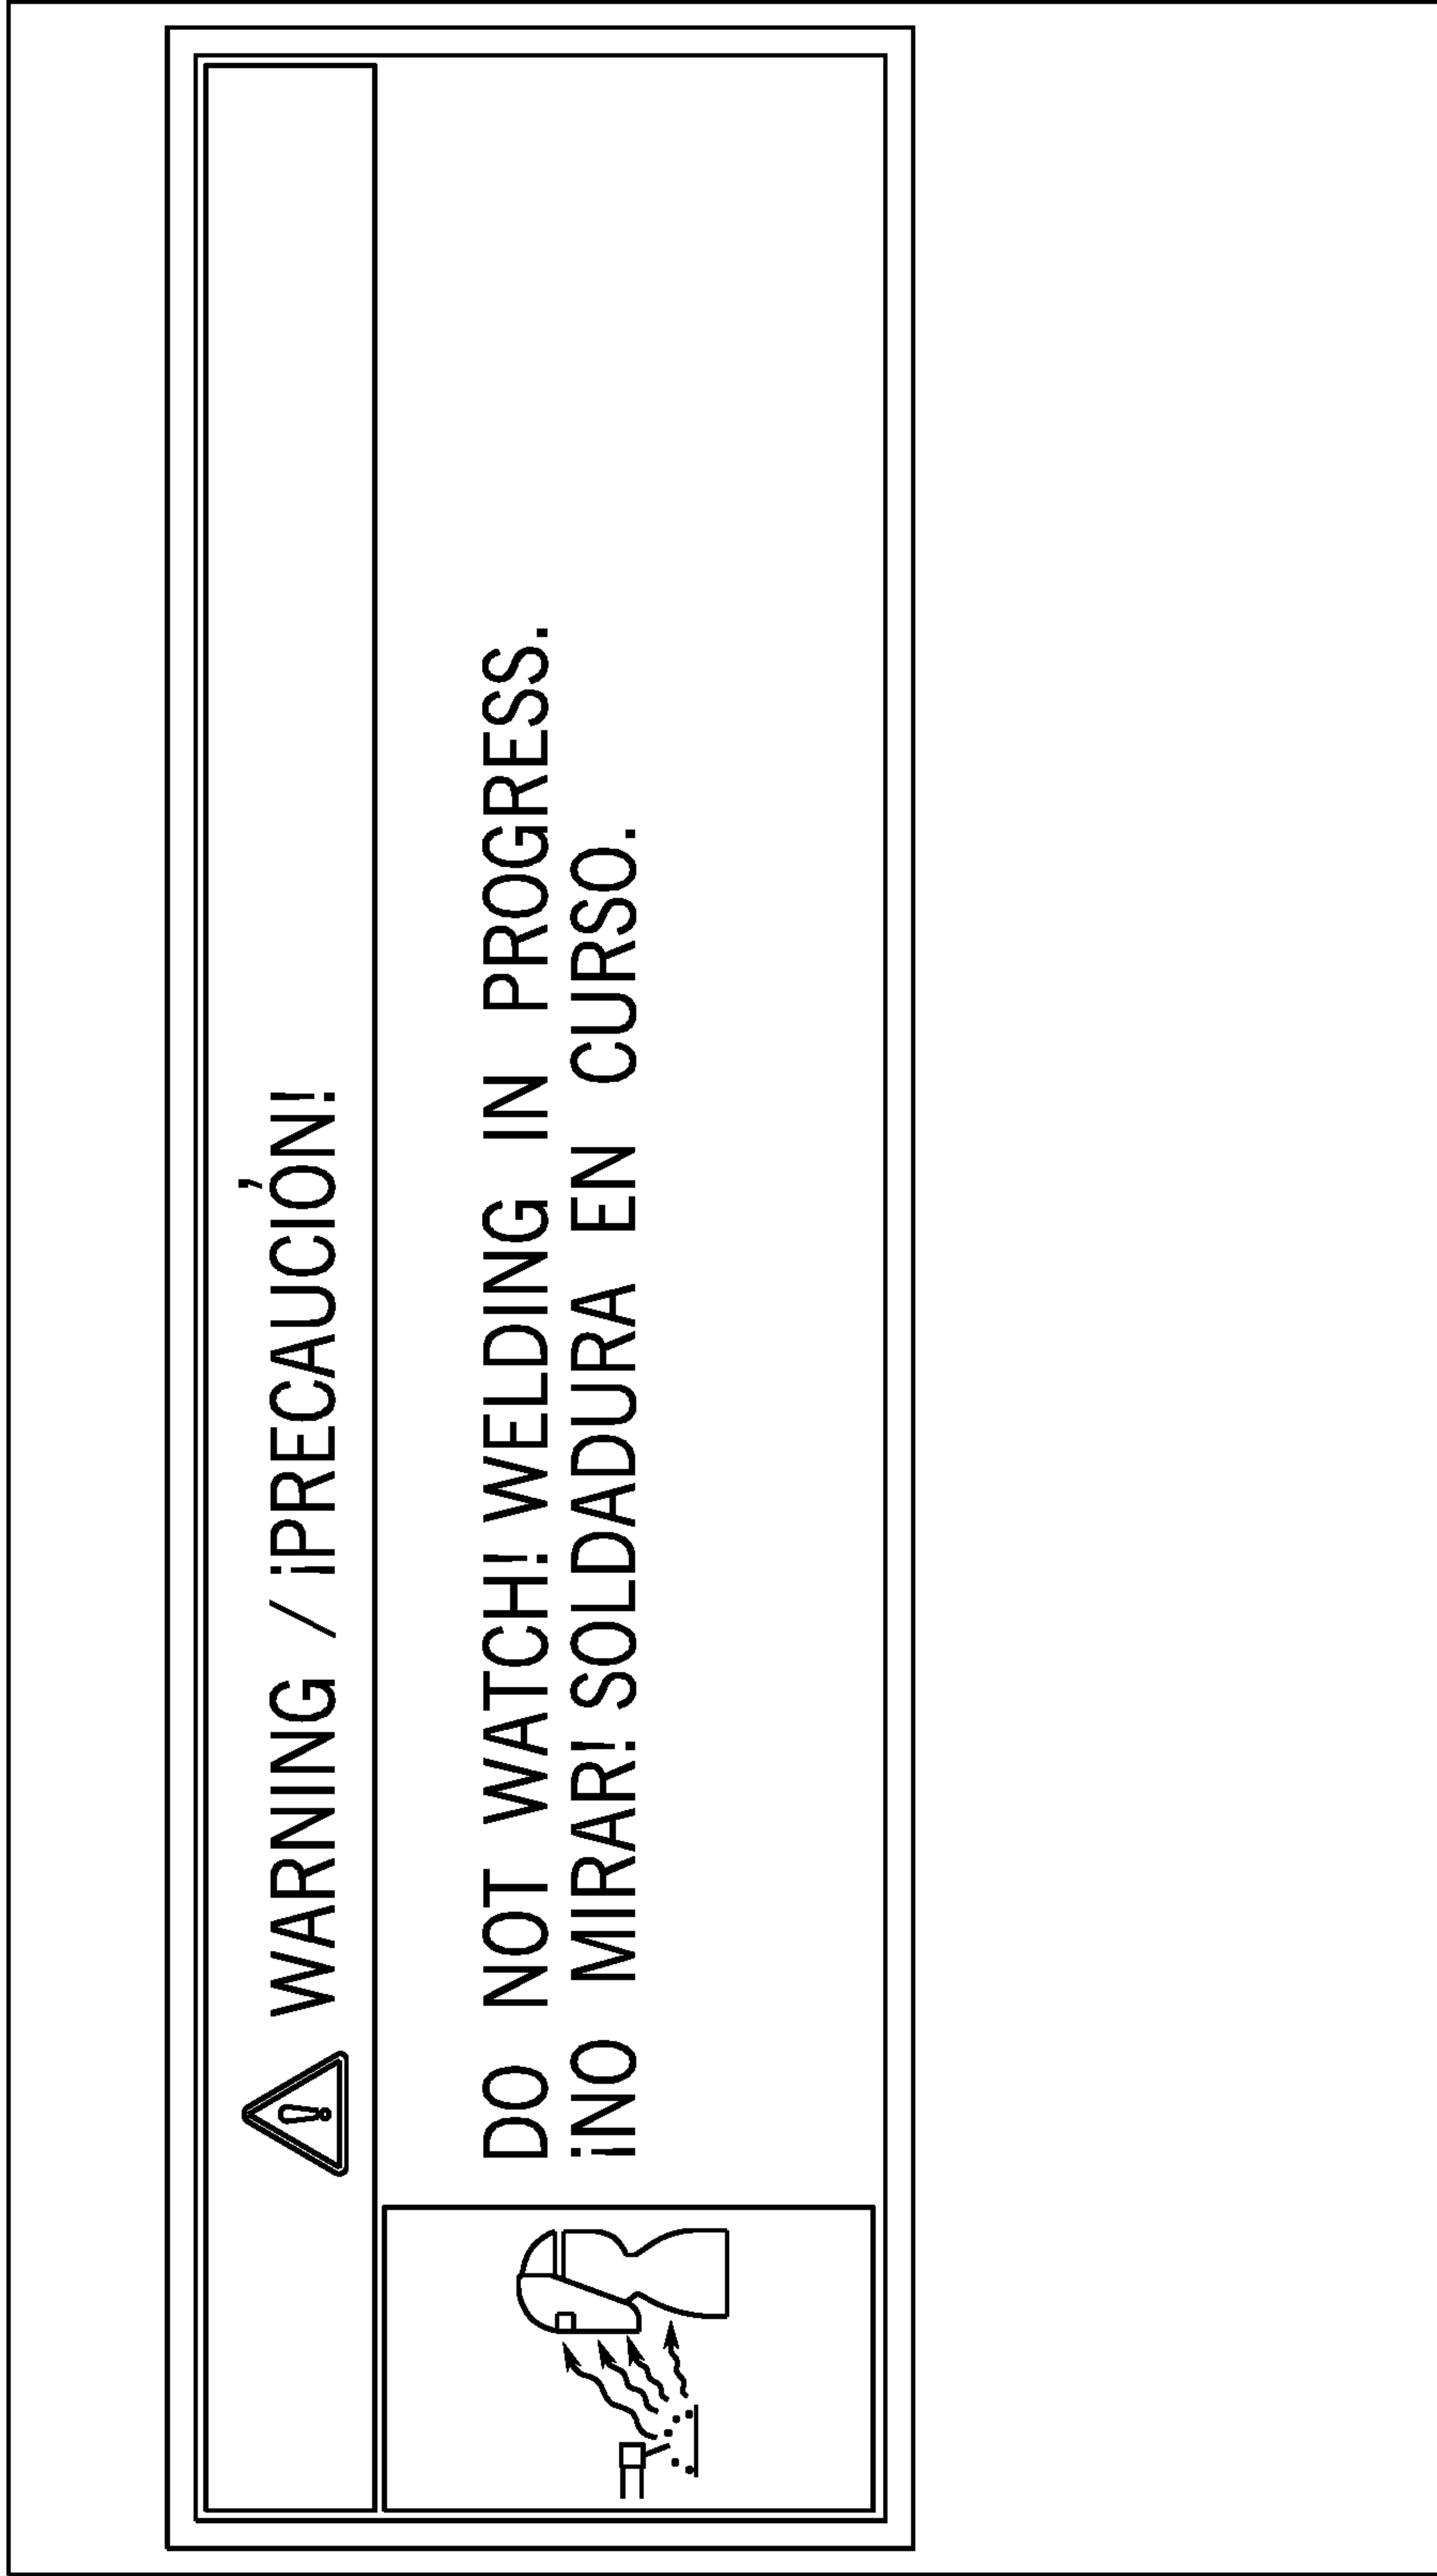 WARNING / ¡PRECAUCIÓN!
DO NOT WATCH! WELDING IN PROGRESS.
¡NO MIRAR! SOLDADURA EN CURSO.